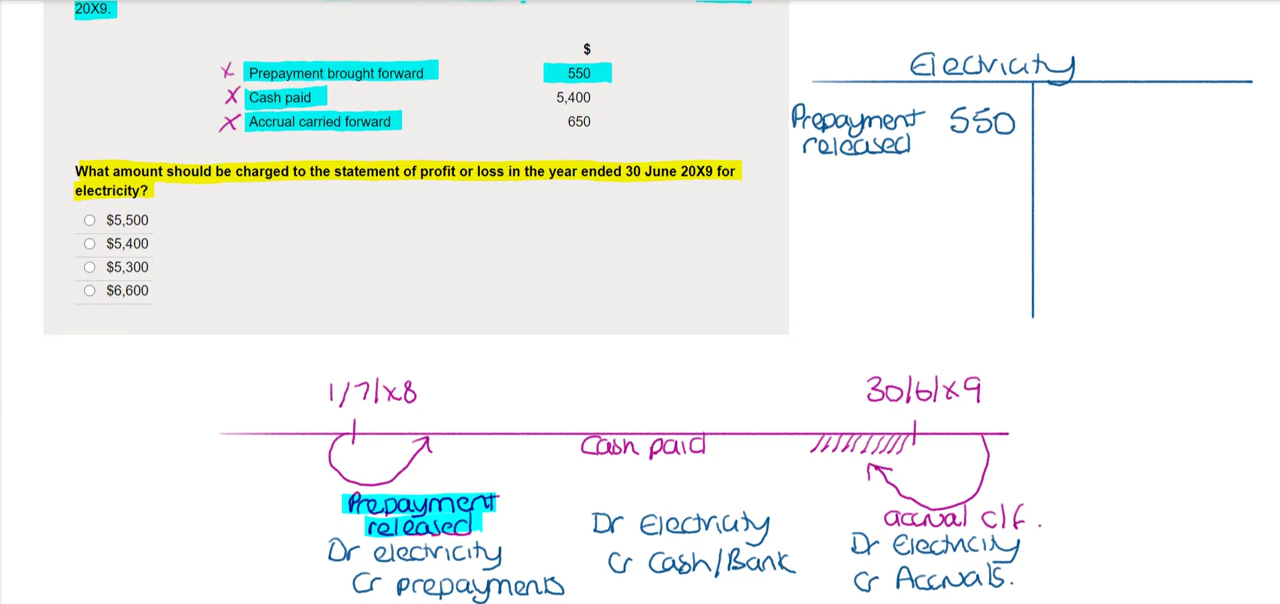 20X9.
$
Prepayment brought forward 550
Cash paid 5,400
Accrual carried forward 650
What amount should be charged to the statement of profit or loss in the year ended 30 June 20X9 for
electricity?
$5,500
$5,400
$5,300
$6,600
Electricity
Prepayment 550
released
1/7/x8
30/6/x9
Cash paid
Prepayment
released
Dr electricity
Cr prepayments
Dr Electricity
Cr Cash/Bank
accrual c/f.
Dr Electricity
Cr Accruals.